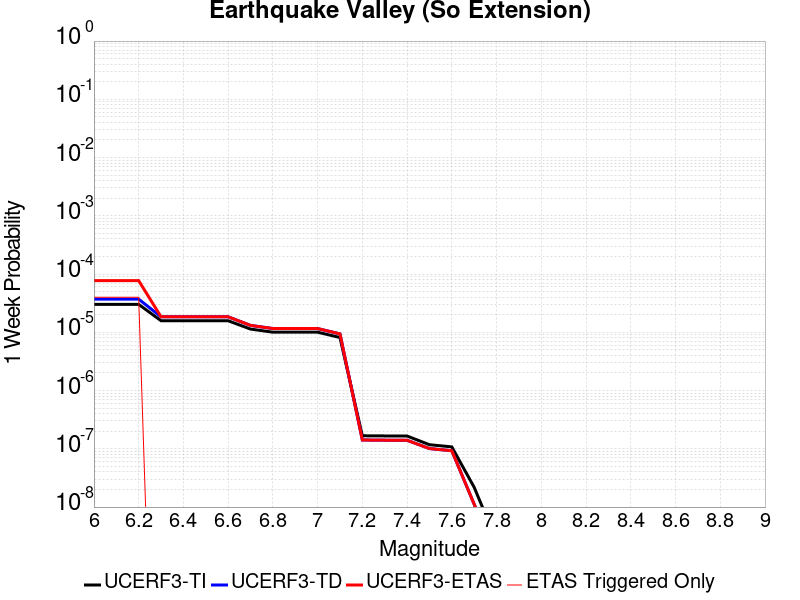 Earthquake Valley (So Extension)
10^0
10^-1
10^-2
10^-3
10^-4
10^-5
10^-6
10^-7
10^-8
1 Week Probability
6 6.2 6.4 6.6 6.8 7 7.2 7.4 7.6 7.8 8 8.2 8.4 8.6 8.8 9
Magnitude
UCERF3-TI UCERF3-TD UCERF3-ETAS ETAS Triggered Only